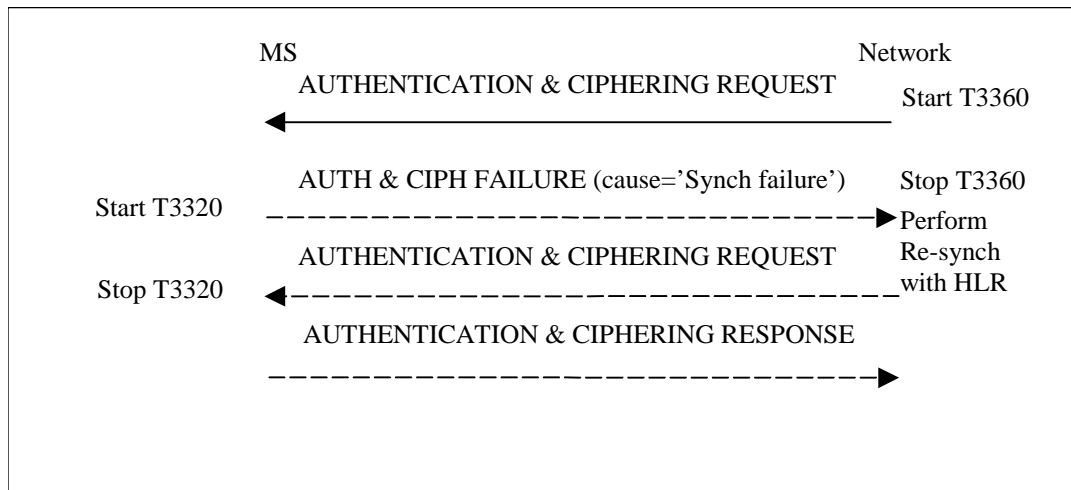 MS
Network
AUTHENTICATION & CIPHERING REQUEST
Start T3360
AUTH & CIPH FAILURE (cause=’Synch failure’)
Stop T3360
Start T3320
Perform
Re-synch
with HLR
AUTHENTICATION & CIPHERING REQUEST
Stop T3320
AUTHENTICATION & CIPHERING RESPONSE